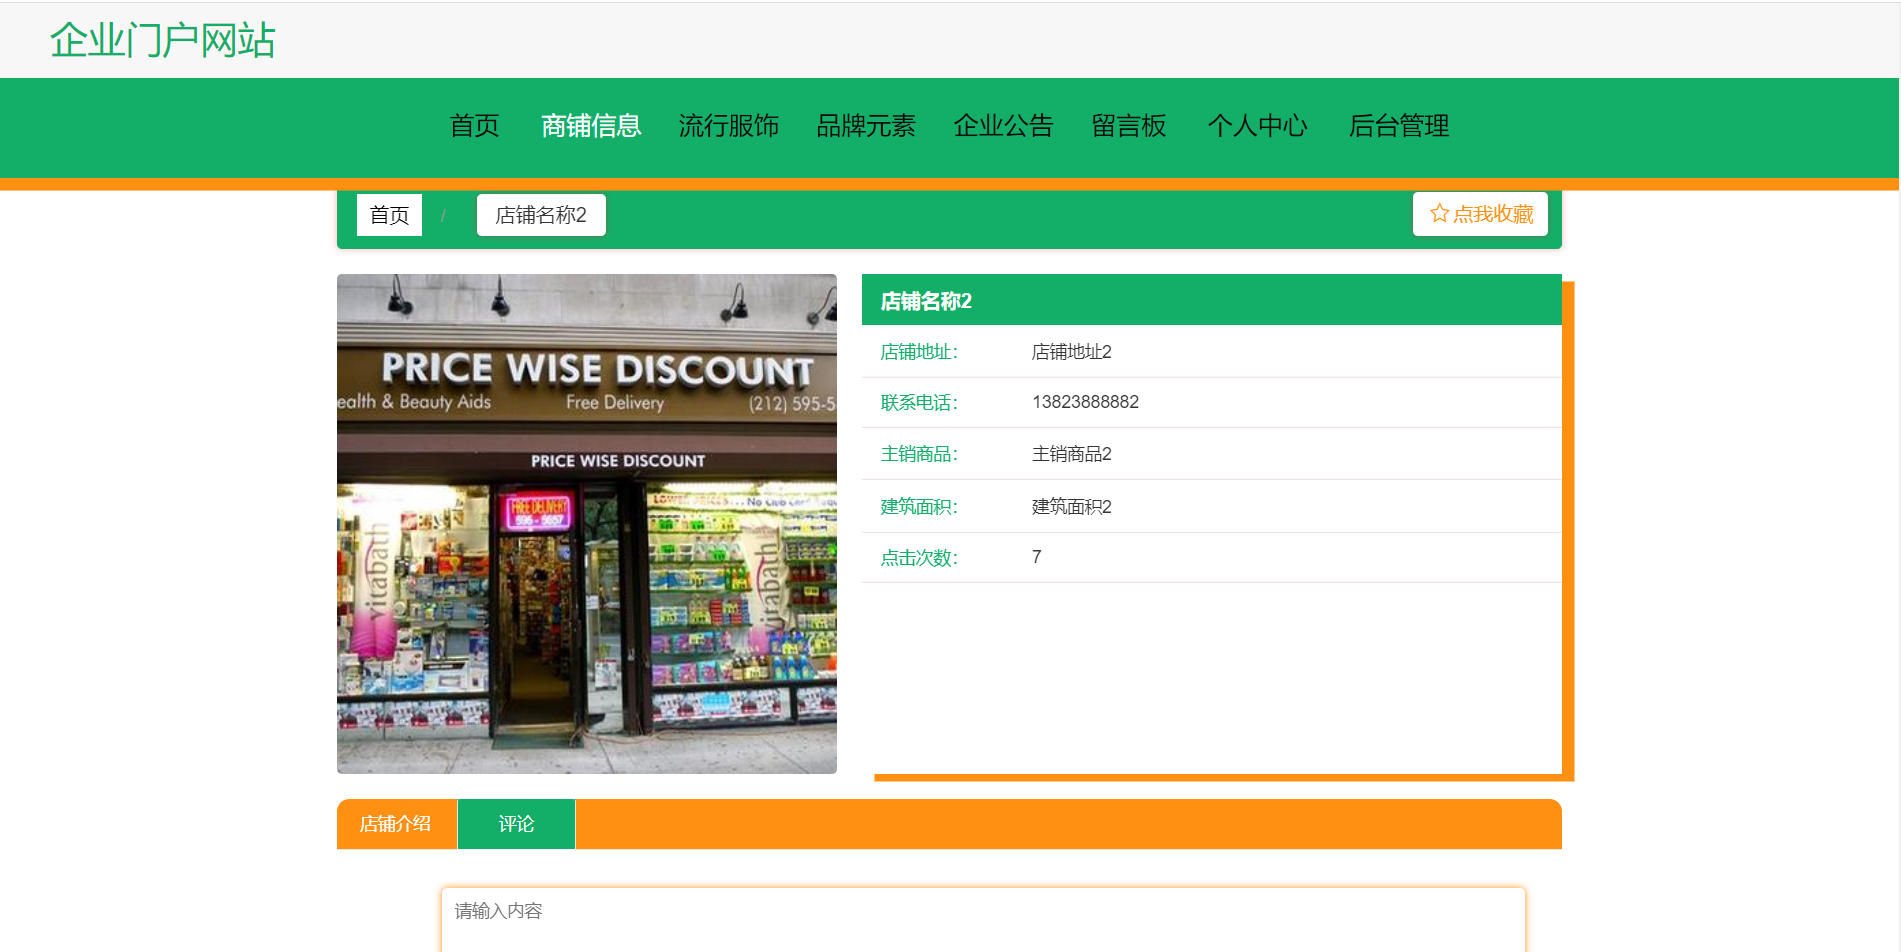 企业门户网站
首页 商铺信息 流行服饰 品牌元素 企业公告 留言板 个人中心 后台管理
首页 / 店铺名称2 ☆点我收藏
PRICE WISE DISCOUNT
ealth & Beauty Aids Free Delivery (212) 595-5
PRICE WISE DISCOUNT
FREE DELIVERY
595-5657
LOWER PRICES... No Club Card
vitabath
店铺名称2
店铺地址： 店铺地址2
联系电话： 13823888882
主销商品： 主销商品2
建筑面积： 建筑面积2
点击次数： 7
店铺介绍 评论
请输入内容